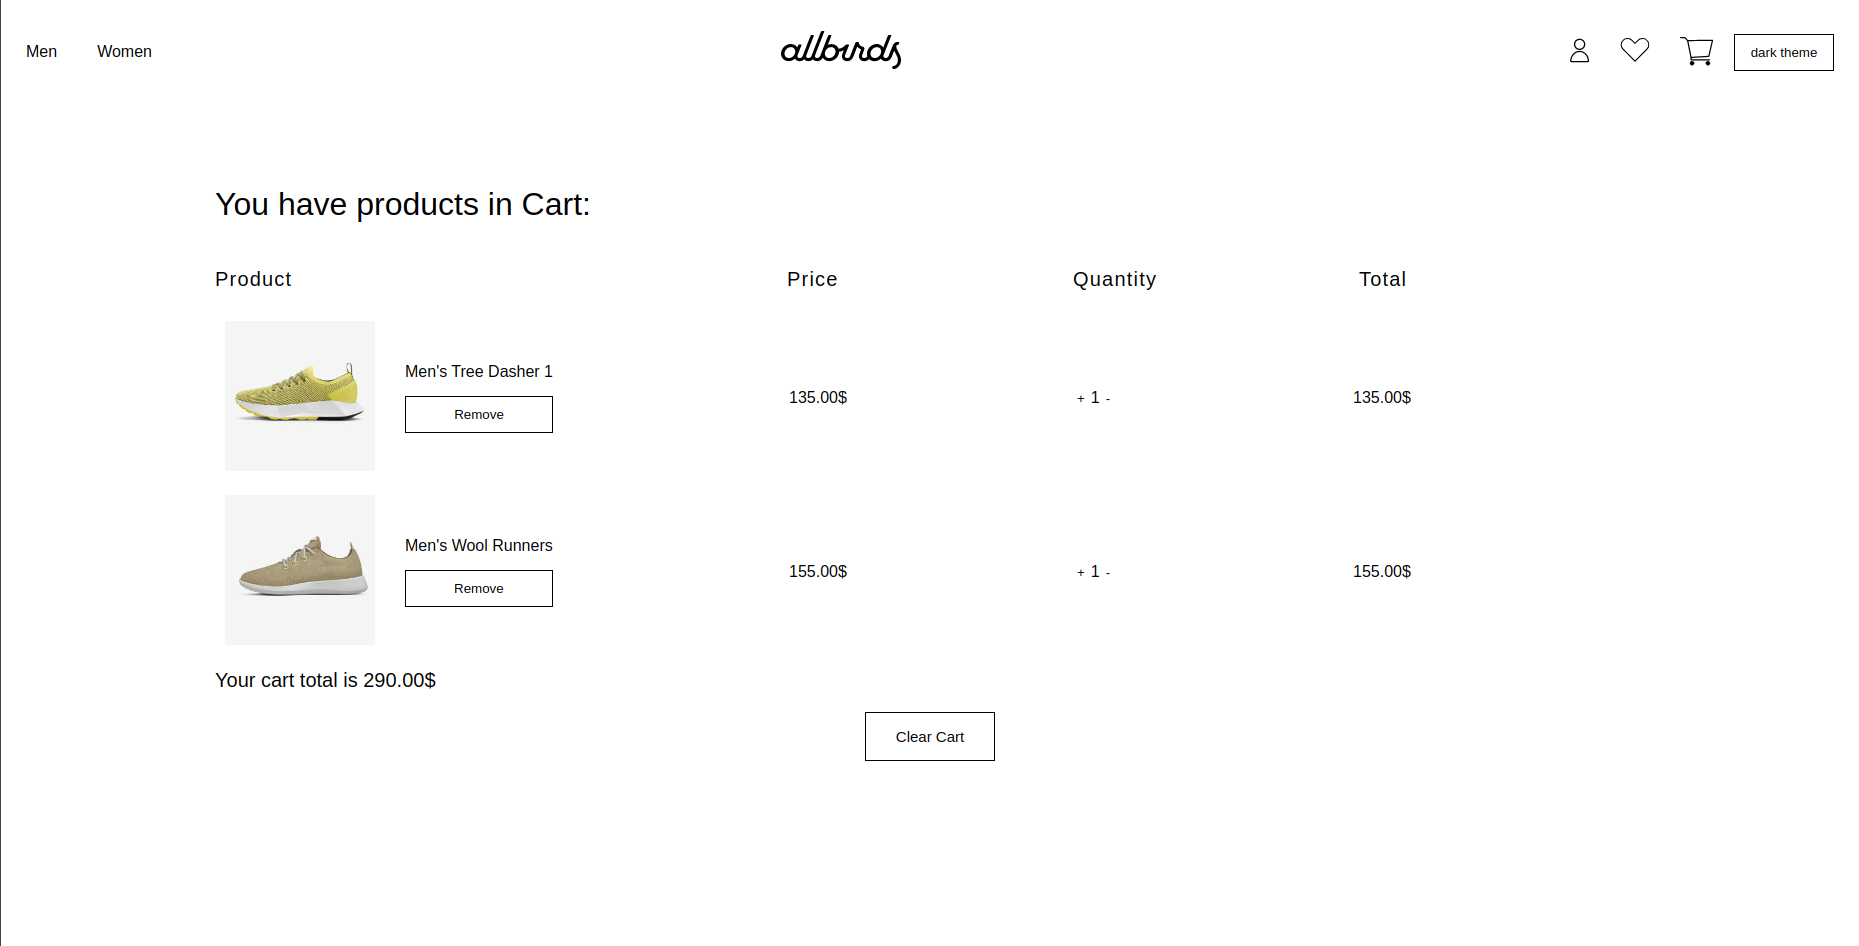 Men Women allbirds dark theme
You have products in Cart:
Product Price Quantity Total
Men's Tree Dasher 1
135.00$ + 1 - 135.00$
Remove
Men's Wool Runners
155.00$ + 1 - 155.00$
Remove
Your cart total is 290.00$
Clear Cart